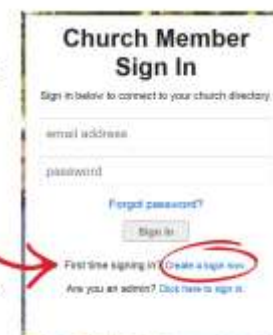 Church Member
Sign In
Sign in below to connect to your church directory.
email address
password
Forgot password?
Sign In
First time signing in? Create a login now.
Are you an admin? Click here to sign in.